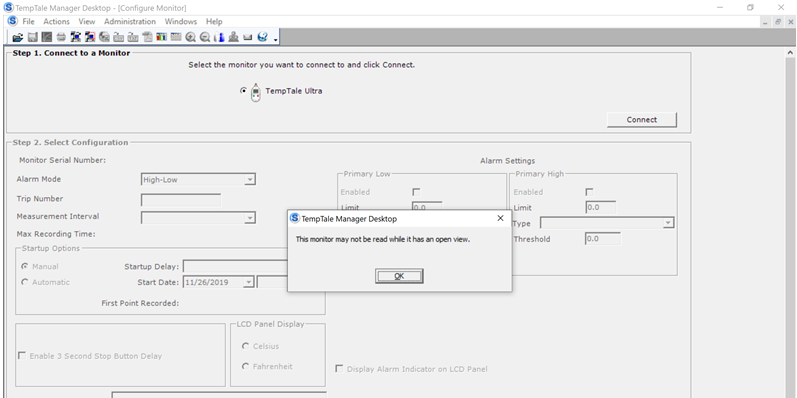 TempTale Manager Desktop - [Configure Monitor]
File Actions View Administration Windows Help
Step 1. Connect to a Monitor
Select the monitor you want to connect to and click Connect.
TempTale Ultra
Connect
Step 2. Select Configuration
Monitor Serial Number:
Alarm Settings
Alarm Mode
High-Low
Primary Low
Primary High
Enabled
Enabled
Trip Number
Limit
0.0
Limit
0.0
Measurement Interval
Type
Max Recording Time:
Threshold
0.0
TempTale Manager Desktop
This monitor may not be read while it has an open view.
OK
Startup Options
Manual
Startup Delay:
Automatic
Start Date:
11/26/2019
First Point Recorded:
LCD Panel Display
Enable 3 Second Stop Button Delay
Celsius
Fahrenheit
Display Alarm Indicator on LCD Panel